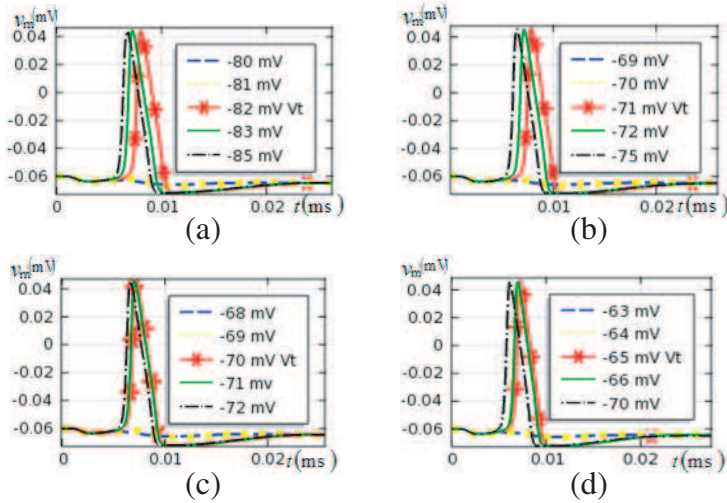 vm(mV)
0.04
0.02
0
-0.02
-0.04
-0.06
-80 mV
-81 mV
-82 mV Vt
-83 mV
-85 mV
0 0.01 0.02 t(ms)
(a)
vm(mV)
0.04
0.02
0
-0.02
-0.04
-0.06
-69 mV
-70 mV
-71 mV Vt
-72 mV
-75 mV
0 0.01 0.02 t(ms)
(b)
vm(mV)
0.04
0.02
0
-0.02
-0.04
-0.06
-68 mV
-69 mV
-70 mV Vt
-71 mv
-72 mV
0 0.01 0.02 t(ms)
(c)
vm(mV)
0.04
0.02
0
-0.02
-0.04
-0.06
-63 mV
-64 mV
-65 mV Vt
-66 mV
-70 mV
0 0.01 0.02 t(ms)
(d)